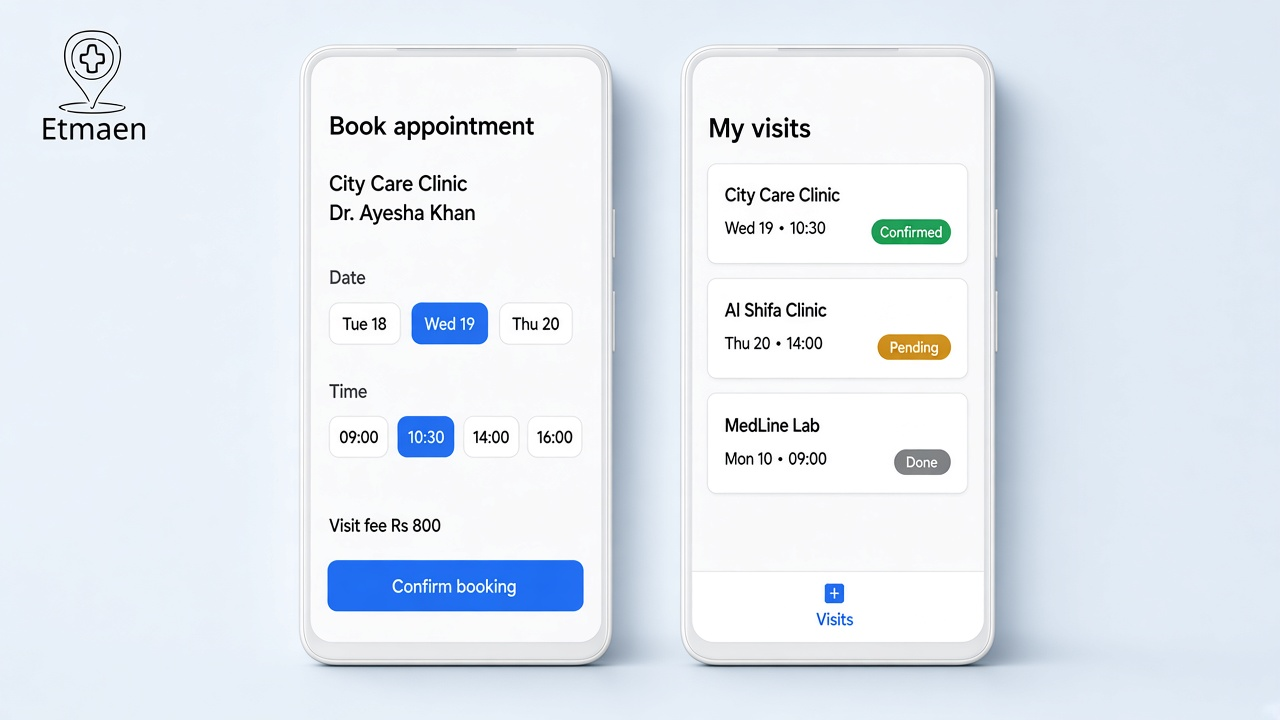 Etmaen
Book appointment
City Care Clinic
Dr. Ayesha Khan
Date
Tue 18
Wed 19
Thu 20
Time
09:00
10:30
14:00
16:00
Visit fee Rs 800
Confirm booking
My visits
City Care Clinic
Wed 19 • 10:30
Confirmed
Al Shifa Clinic
Thu 20 • 14:00
Pending
MedLine Lab
Mon 10 • 09:00
Done
Visits